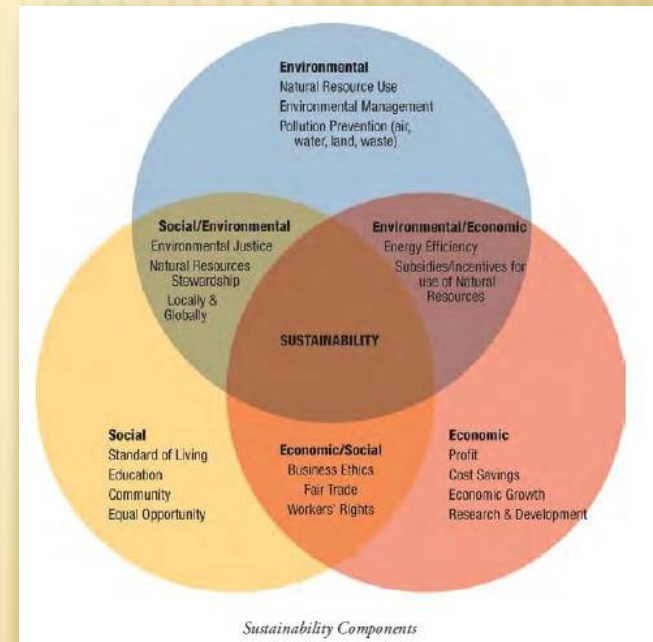 Environmental
Natural Resource Use
Environmental Management
Pollution Prevention (air,
water, land, waste)
Social/Environmental
Environmental Justice
Natural Resources
Stewardship
Locally &
Globally
Environmental/Economic
Energy Efficiency
Subsidies/Incentives for
use of Natural
Resources
SUSTAINABILITY
Social
Standard of Living
Education
Community
Equal Opportunity
Economic/Social
Business Ethics
Fair Trade
Workers' Rights
Economic
Profit
Cost Savings
Economic Growth
Research & Development
Sustainability Components